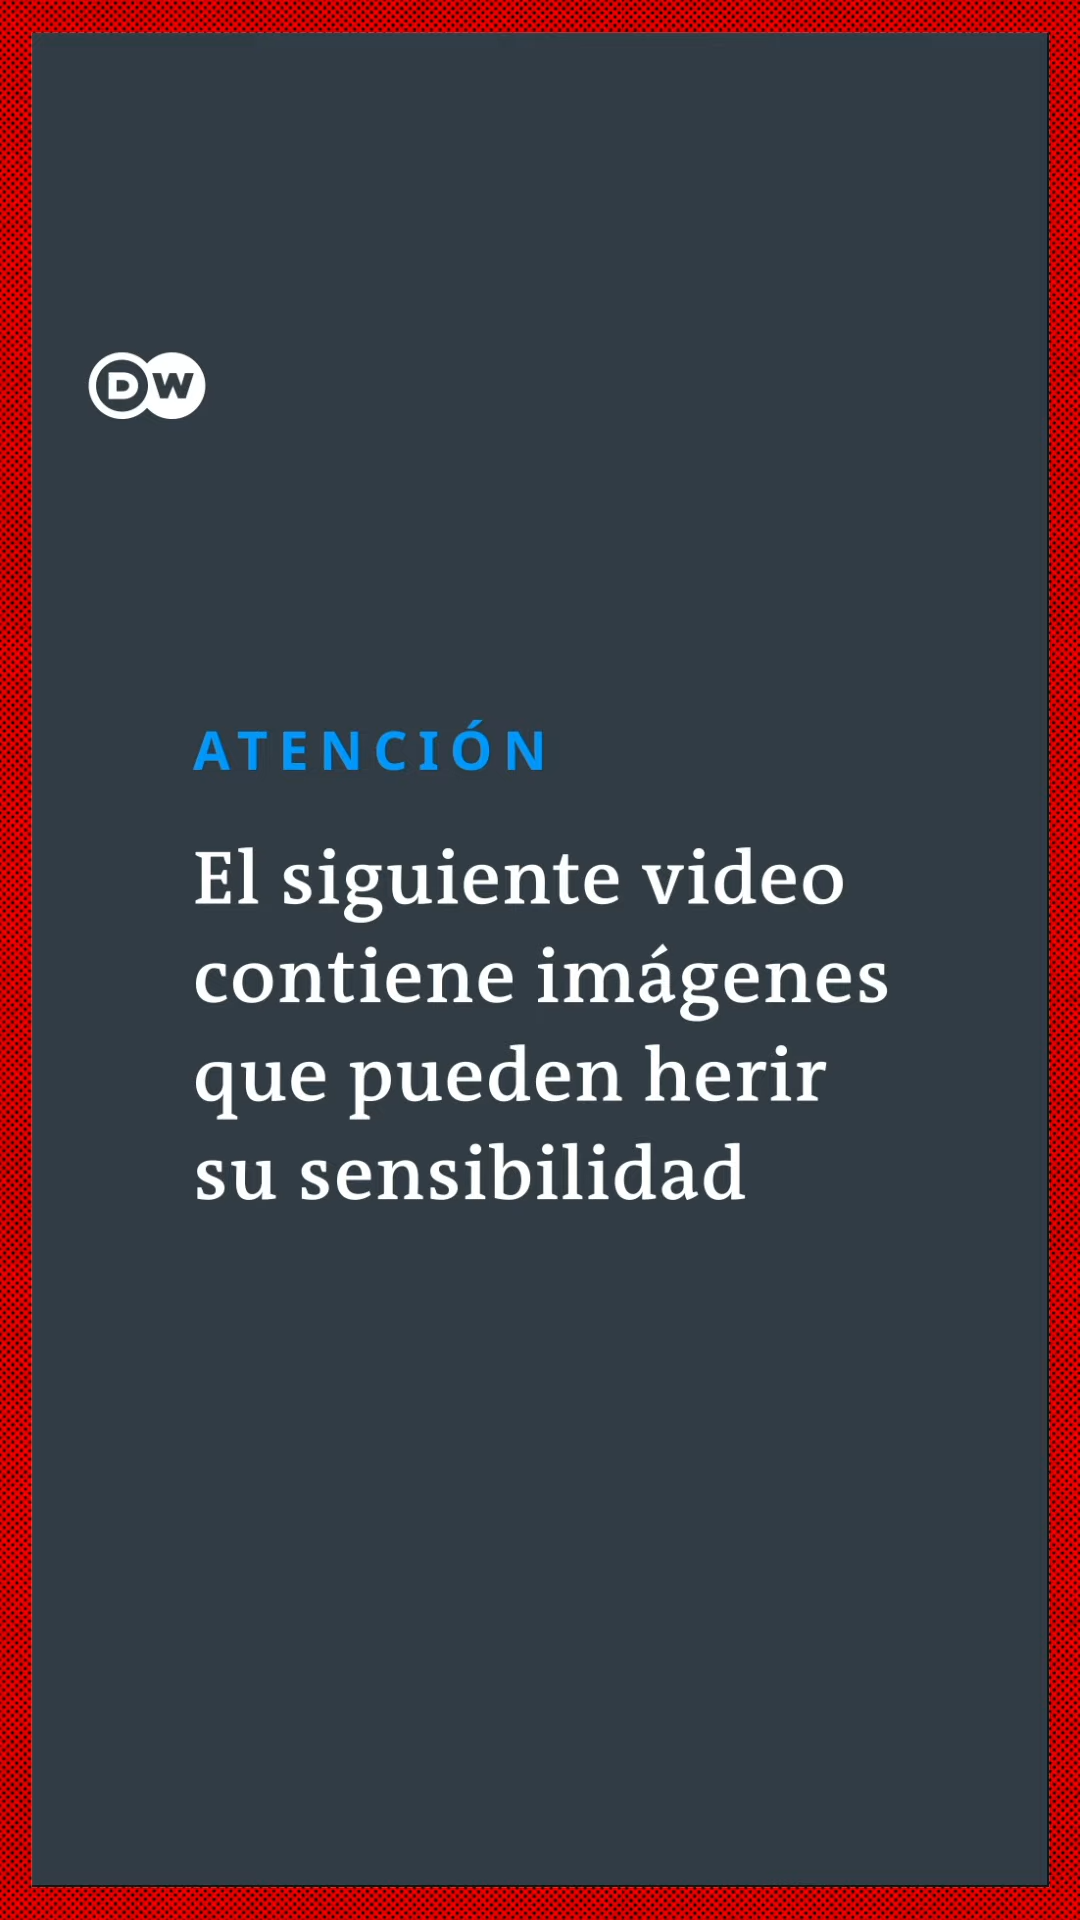 DW
ATENCIÓN
El siguiente video
contiene imágenes
que pueden herir
su sensibilidad